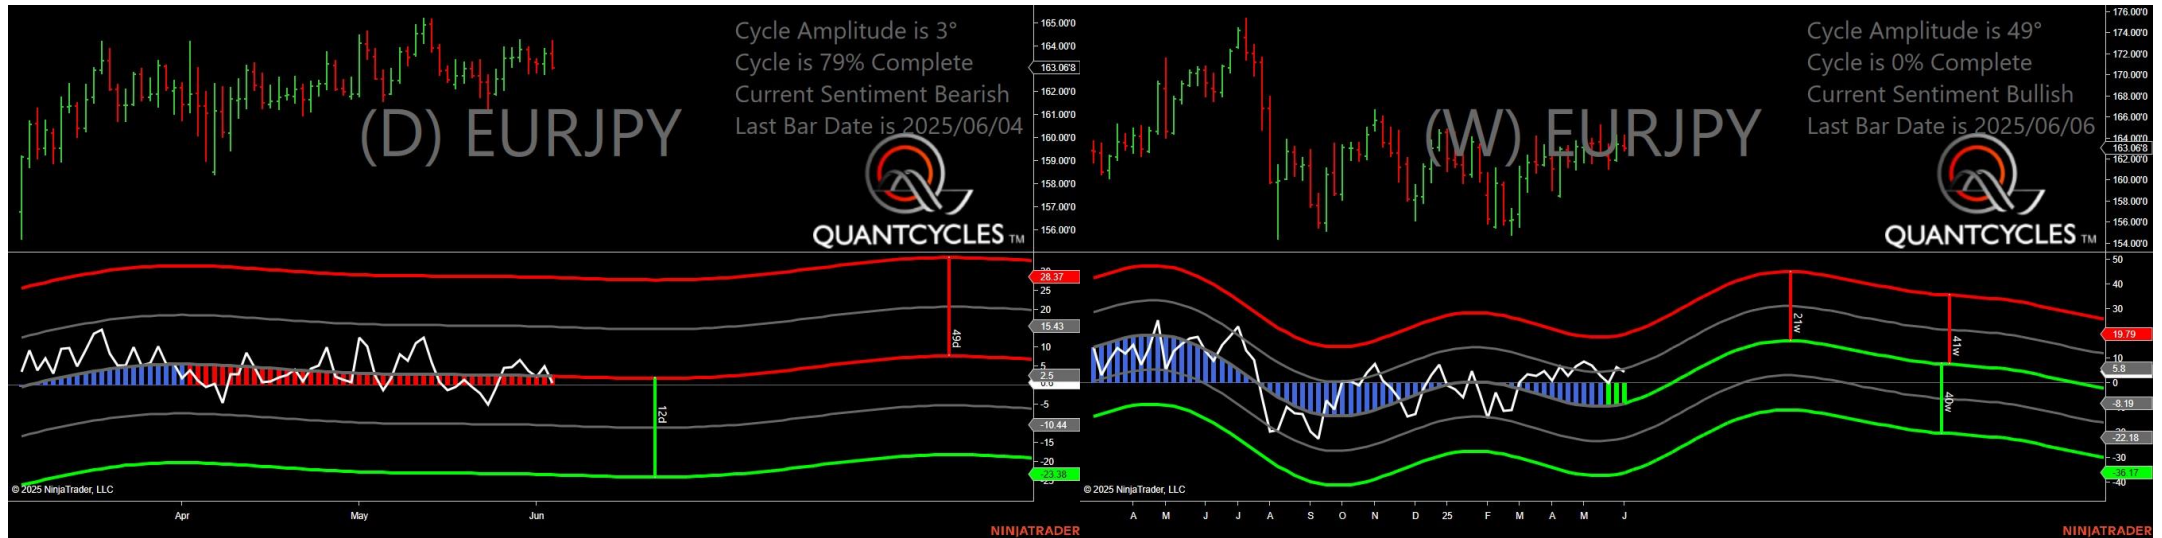 Cycle Amplitude is 3°
Cycle is 79% Complete
Current Sentiment Bearish
Last Bar Date is 2025/06/04
(D) EURJPY
QUANTCYCLES TM
165.00'0
164.00'0
163.06'8
162.00'0
161.00'0
160.00'0
159.00'0
158.00'0
157.00'0
156.00'0
28.37
25
20
15.43
10
5
2.5
0.6
-5
-10.44
-15
-20
-23.38
49d
12d
© 2025 NinjaTrader, LLC
Apr May Jun
NINJATRADER
Cycle Amplitude is 49°
Cycle is 0% Complete
Current Sentiment Bullish
Last Bar Date is 2025/06/06
(W) EURJPY
QUANTCYCLES TM
176.00'0
174.00'0
172.00'0
170.00'0
168.00'0
166.00'0
164.00'0
163.06'8
162.00'0
160.00'0
158.00'0
156.00'0
154.00'0
50
40
30
19.79
10
5.8
0
-8.19
-22.18
-30
-36.17
-40
21w
41w
40w
© 2025 NinjaTrader, LLC
A M J J A S O N D 25 F M A M J
NINJATRADER